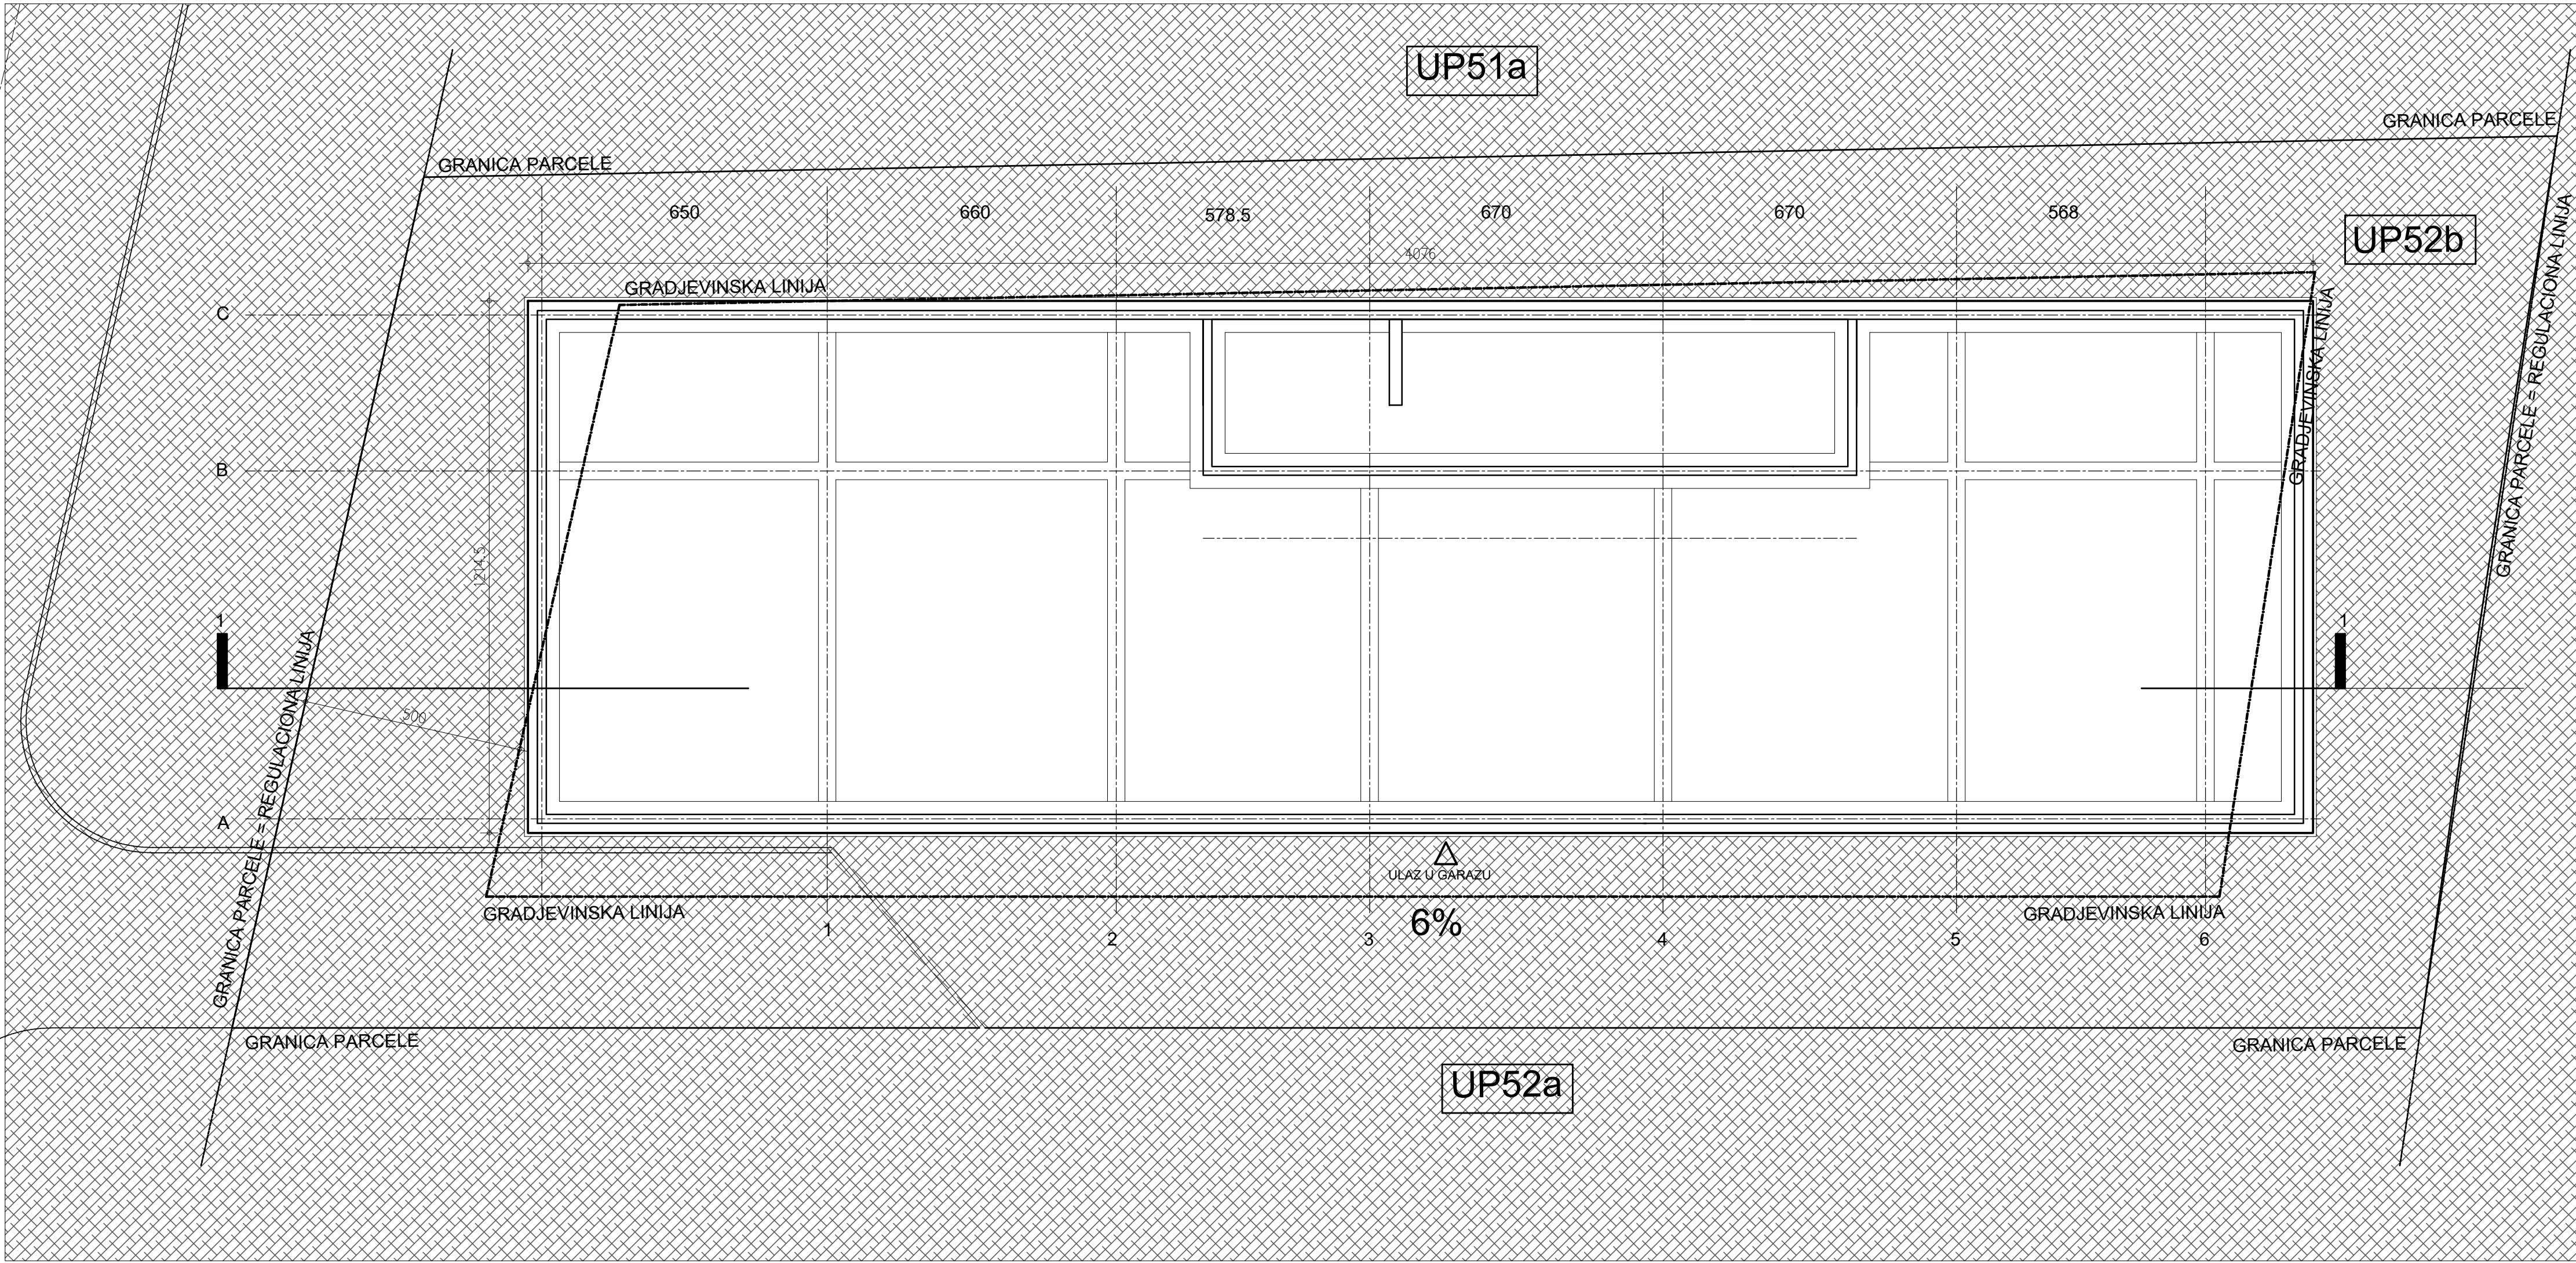 UP51a
GRANICA PARCELE
GRANICA PARCELE
650
660
578.5
670
670
568
UP52b
4076
GRADJEVINSKA LINIJA
GRADJEVINSKA LINIJA
GRANICA PARCELE = REGULACIONA LINIJA
C
B
1214.5
1
1
500
GRANICA PARCELE = REGULACIONA LINIJA
A
ULAZ U GARAZU
GRADJEVINSKA LINIJA
6%
GRADJEVINSKA LINIJA
1
2
3
4
5
6
GRANICA PARCELE
GRANICA PARCELE
UP52a